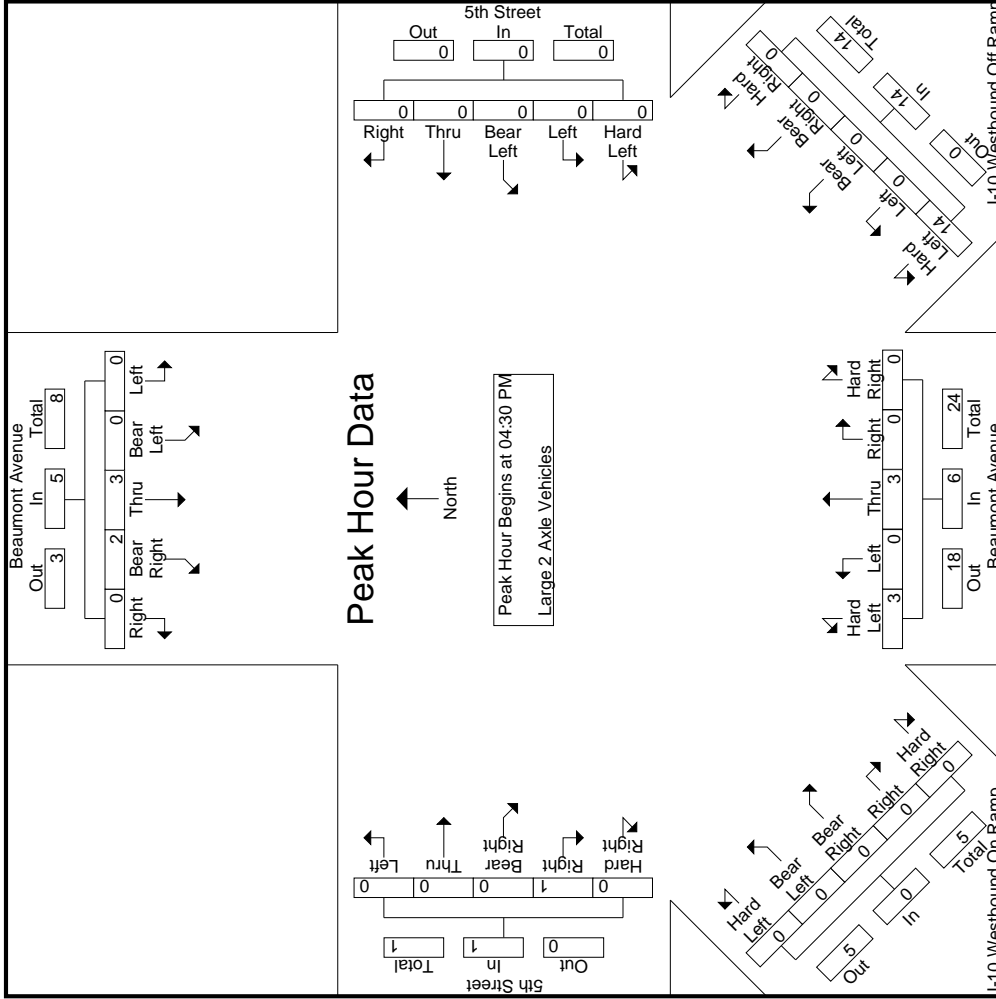 Beaumont Avenue
Out In Total
3 5 8
0 2 3 0 0
Right Bear Right Thru Bear Left Left
5th Street
Out In Total
0 0 0
0 0 0 0 0
Right Thru Bear Left Left Hard Left
Total
14
In
14
Out
0
I-10 Westbound Off Ramp
0 0 0 0 14
Hard Right
Bear Right
Bear Left
Left
Hard Left
Peak Hour Data
North
Peak Hour Begins at 04:30 PM
Large 2 Axle Vehicles
5th Street
Total In Out
1 1 0
0 0 0 1 0
Left Thru Bear Right Right Hard Right
3 0 3 0 0
Hard Left Left Thru Right Hard Right
18 6 24
Out In Total
Beaumont Avenue
Hard Left
Bear Left
Bear Right
Right
Hard Right
0 0 0 0 0
5
Out
0
In
5
Total
I-10 Westbound On Ramp